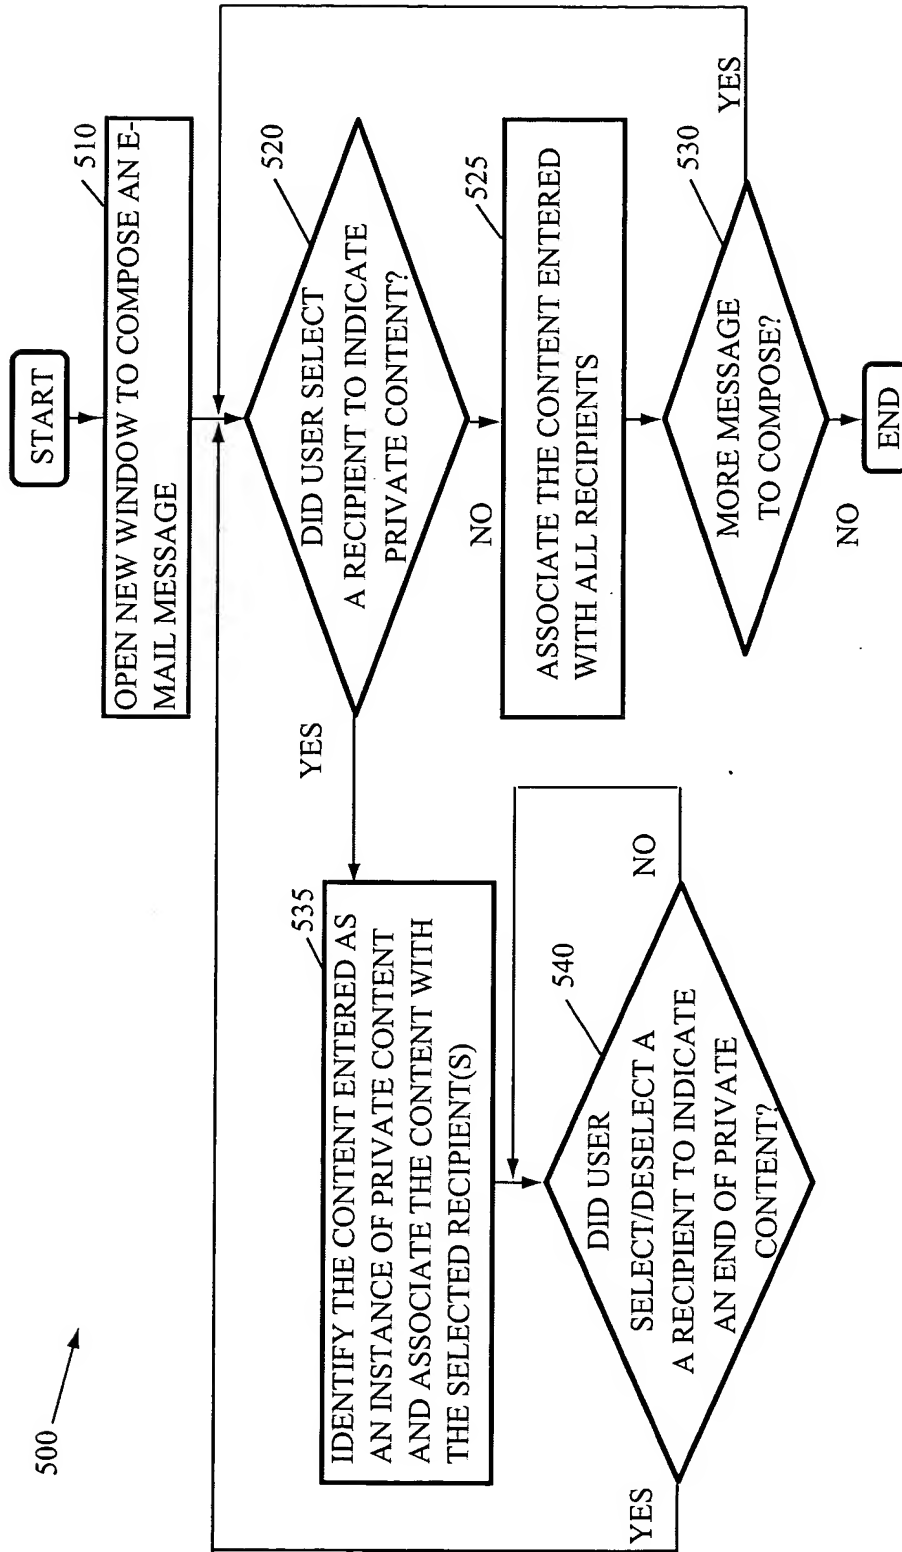 500
START
510
OPEN NEW WINDOW TO COMPOSE AN E-
MAIL MESSAGE
520
DID USER SELECT
A RECIPIENT TO INDICATE
PRIVATE CONTENT?
YES
NO
525
ASSOCIATE THE CONTENT ENTERED
WITH ALL RECIPIENTS
530
MORE MESSAGE
TO COMPOSE?
YES
NO
END
535
IDENTIFY THE CONTENT ENTERED AS
AN INSTANCE OF PRIVATE CONTENT
AND ASSOCIATE THE CONTENT WITH
THE SELECTED RECIPIENT(S)
540
DID USER
SELECT/DESELECT A
A RECIPIENT TO INDICATE
AN END OF PRIVATE
CONTENT?
NO
YES